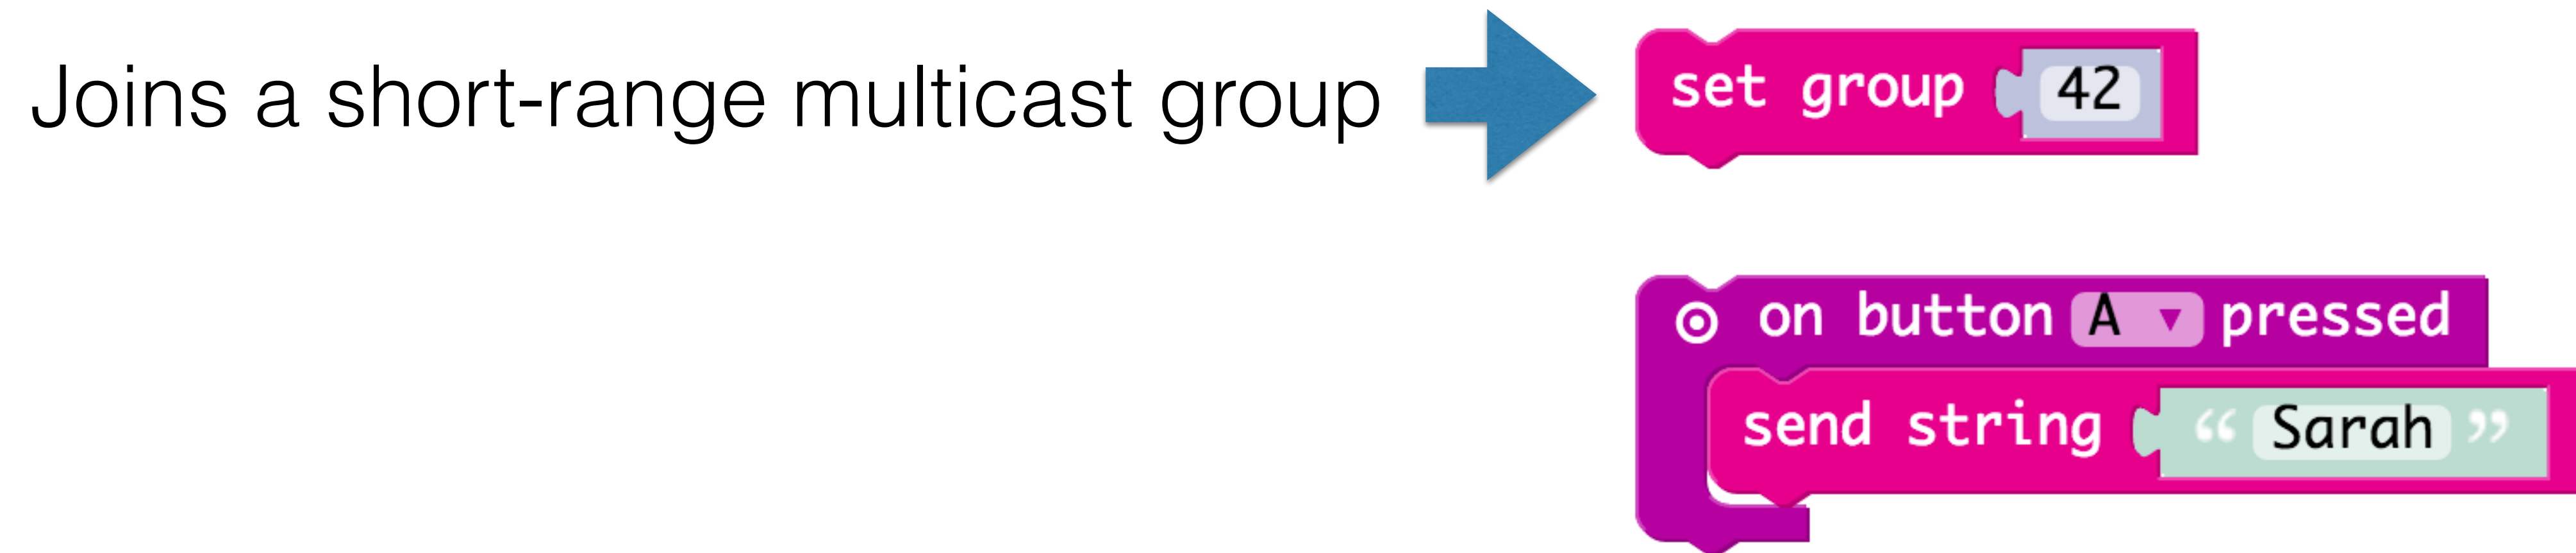 Joins a short-range multicast group
set group 42
on button A ▼ pressed
send string “ Sarah ”